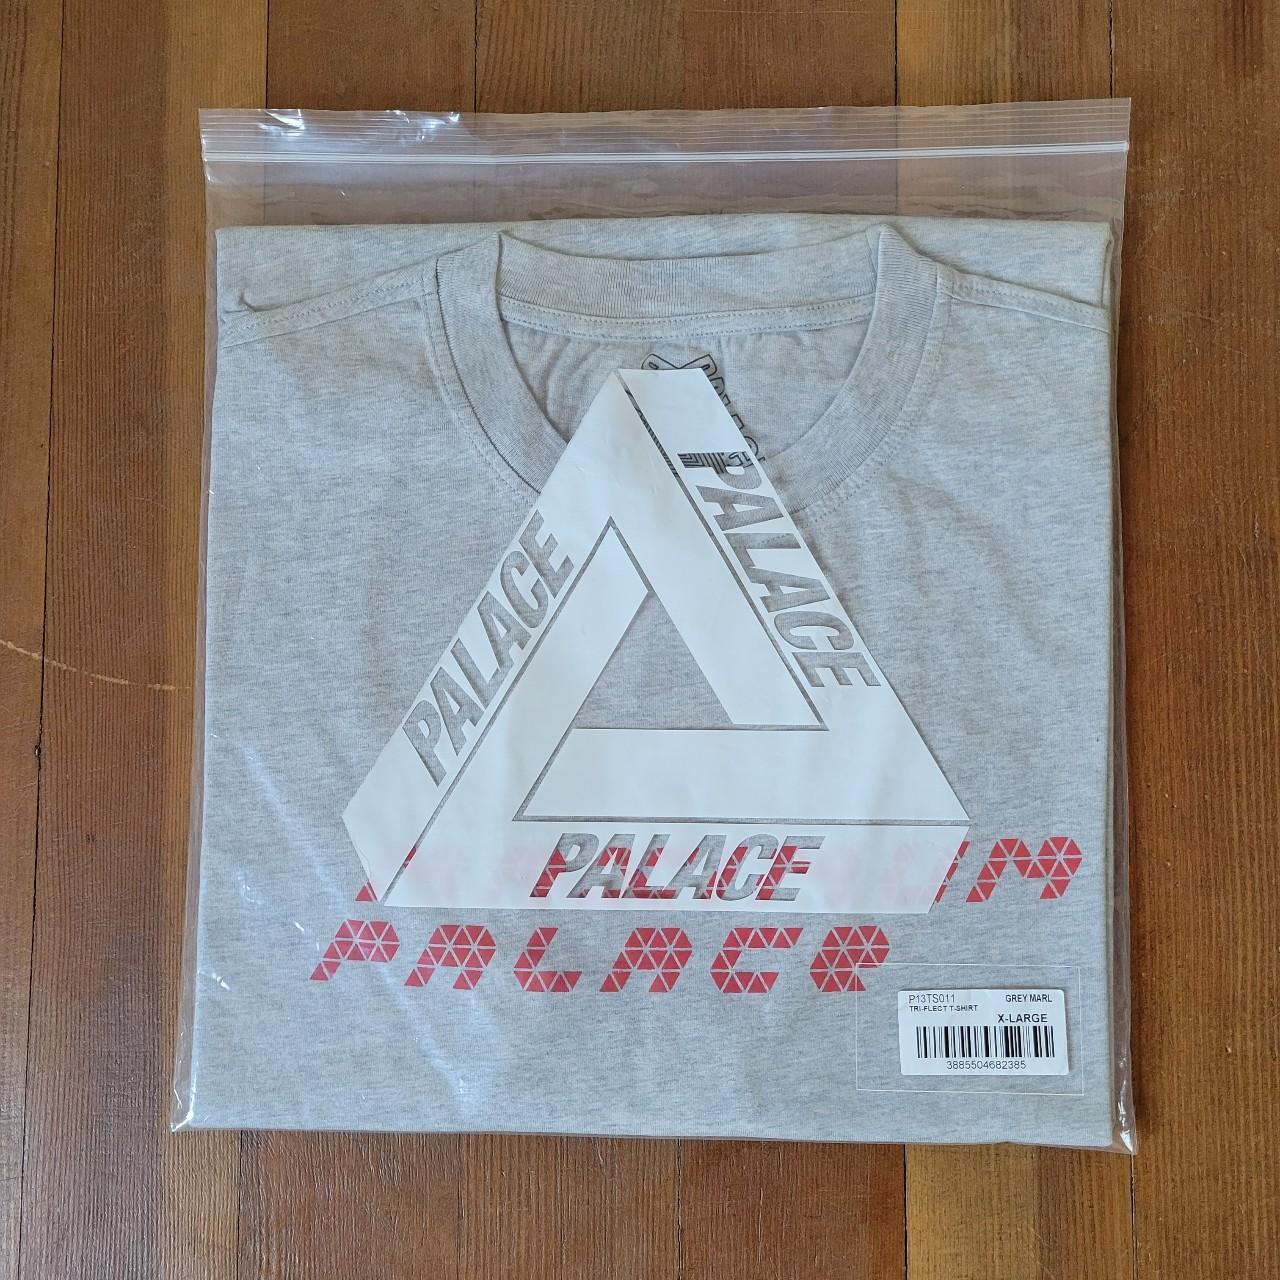 PALACE
PALACE
PALACE
PALACE
P13TS011
GREY MARL
TRI-FLECT T-SHIRT
X-LARGE
3885504682385